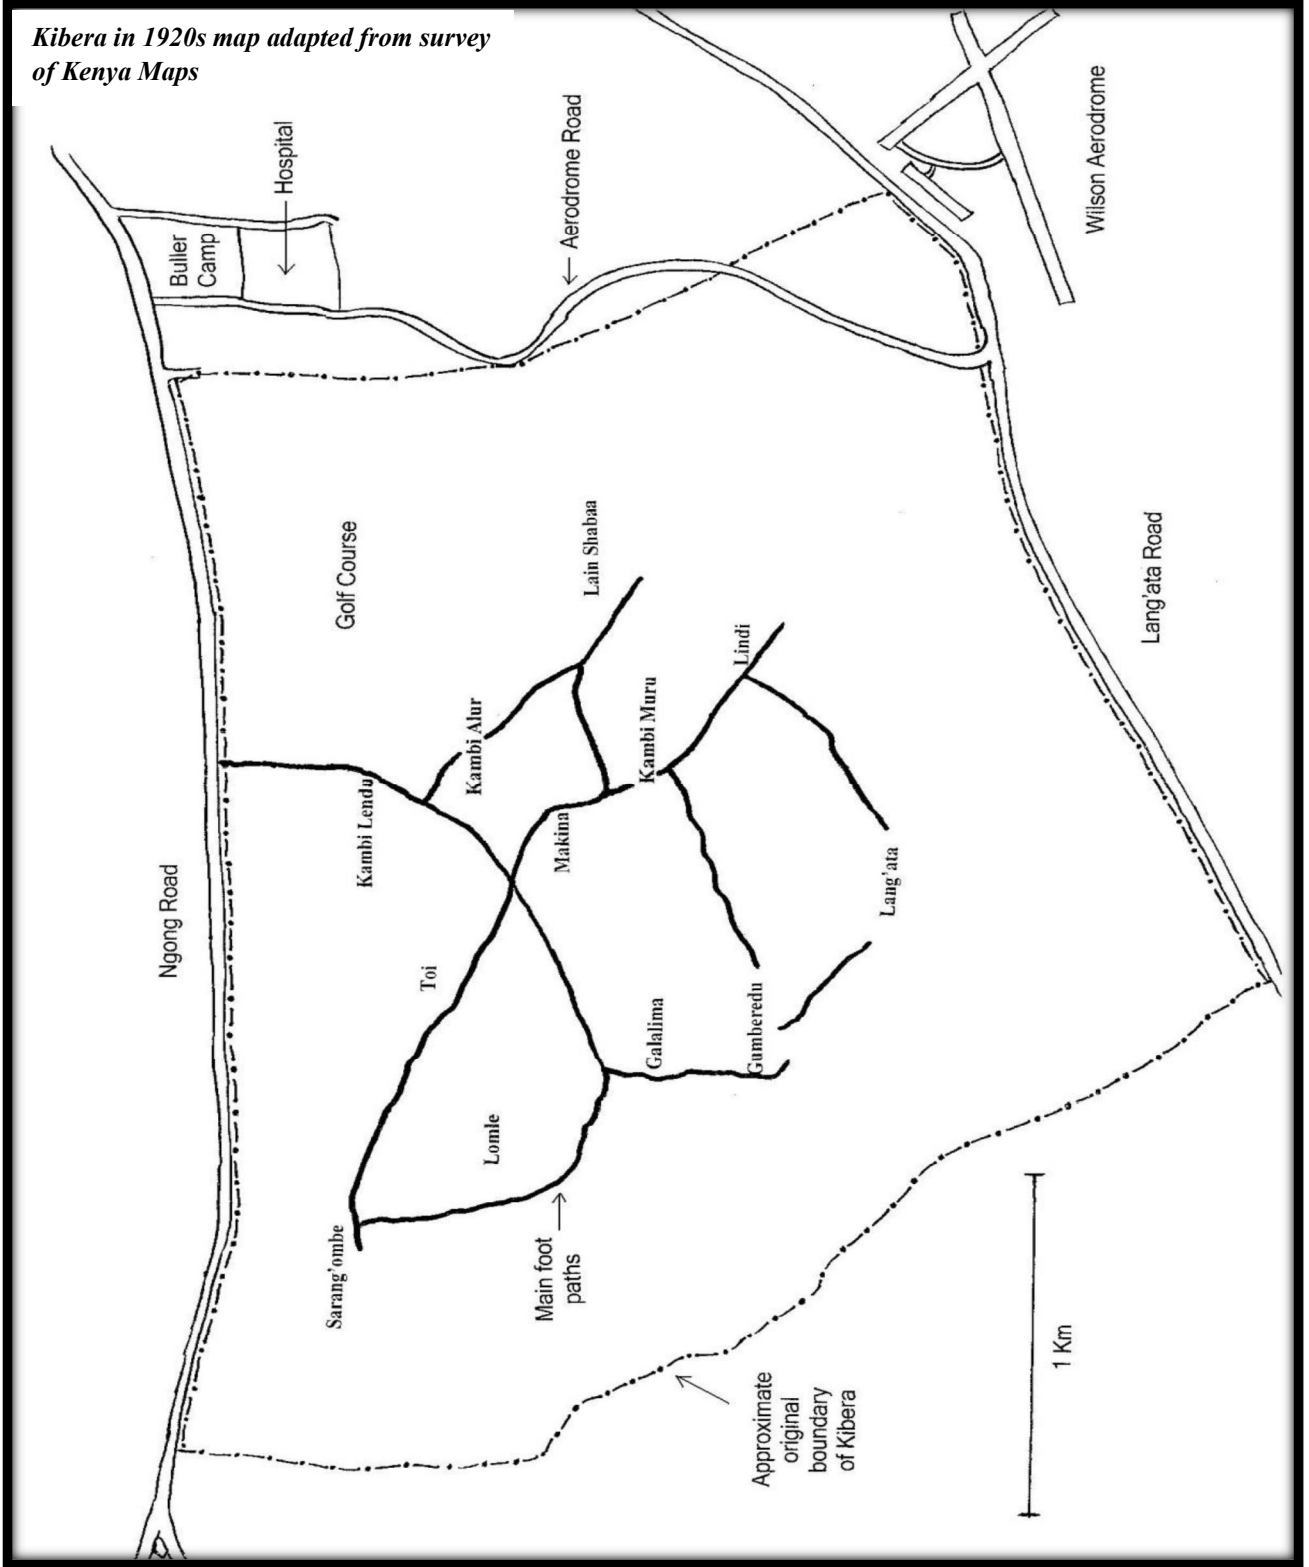 Kibera in 1920s map adapted from survey
of Kenya Maps
Ngong Road
Buller
Camp
Hospital
Aerodrome Road
Wilson Aerodrome
Golf Course
Lain Shabaa
Kambi Alur
Kambi Lendu
Kambi Muru
Lindi
Makina
Toi
Lang'ata
Lang'ata Road
Galalima
Gumberedu
Lomle
Sarang'ombe
Main foot
paths
Approximate
original
boundary
of Kibera
1 Km